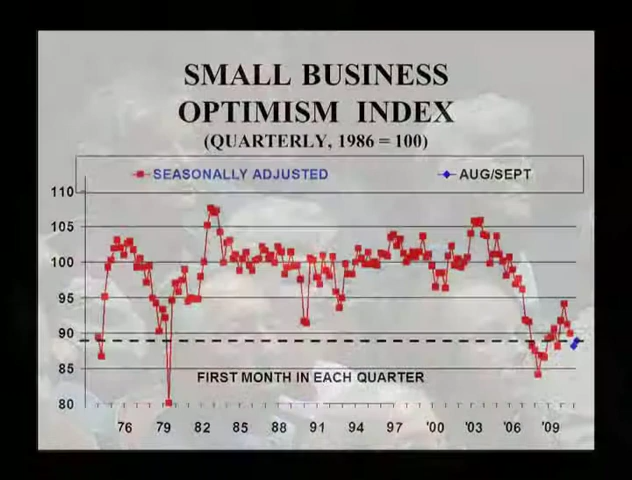 SMALL BUSINESS
OPTIMISM INDEX
(QUARTERLY, 1986 = 100)
SEASONALLY ADJUSTED AUG/SEPT
110
105
100
95
90
85
80
FIRST MONTH IN EACH QUARTER
76 79 82 85 88 91 94 97 '00 '03 '06 '09